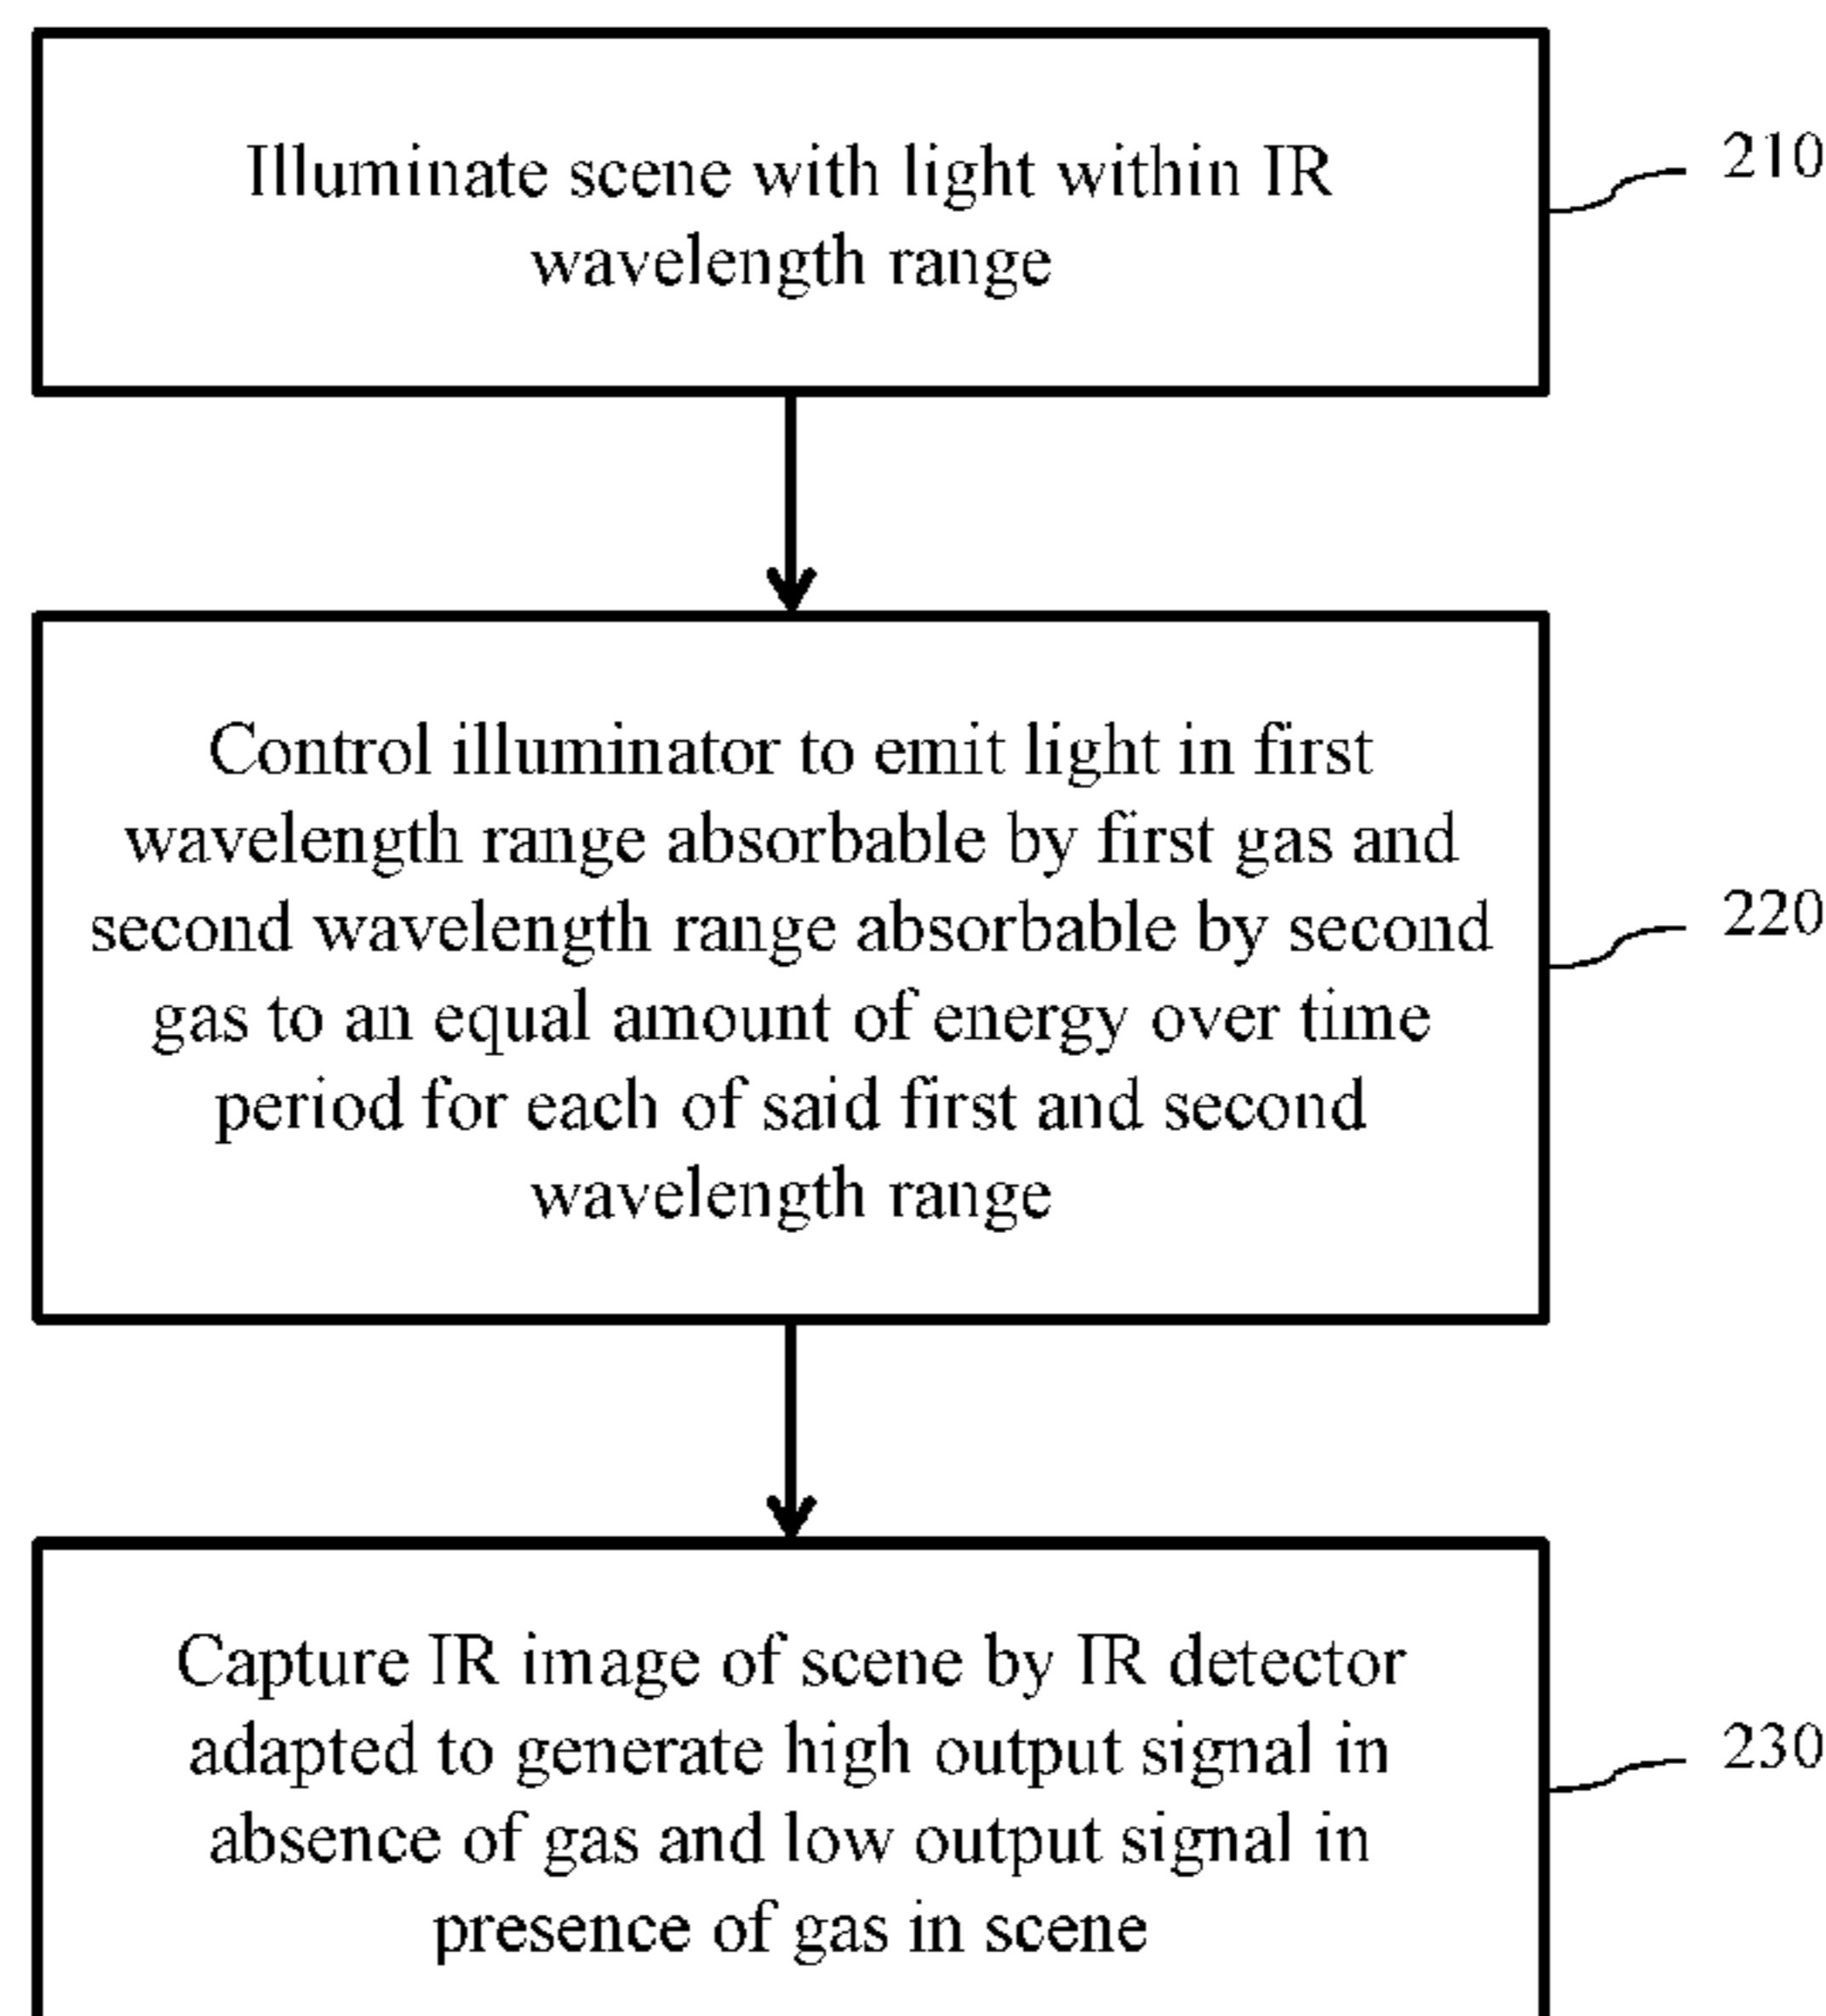 Illuminate scene with light within IR
wavelength range
210
Control illuminator to emit light in first
wavelength range absorbable by first gas and
second wavelength range absorbable by second
gas to an equal amount of energy over time
period for each of said first and second
wavelength range
220
Capture IR image of scene by IR detector
adapted to generate high output signal in
absence of gas and low output signal in
presence of gas in scene
230